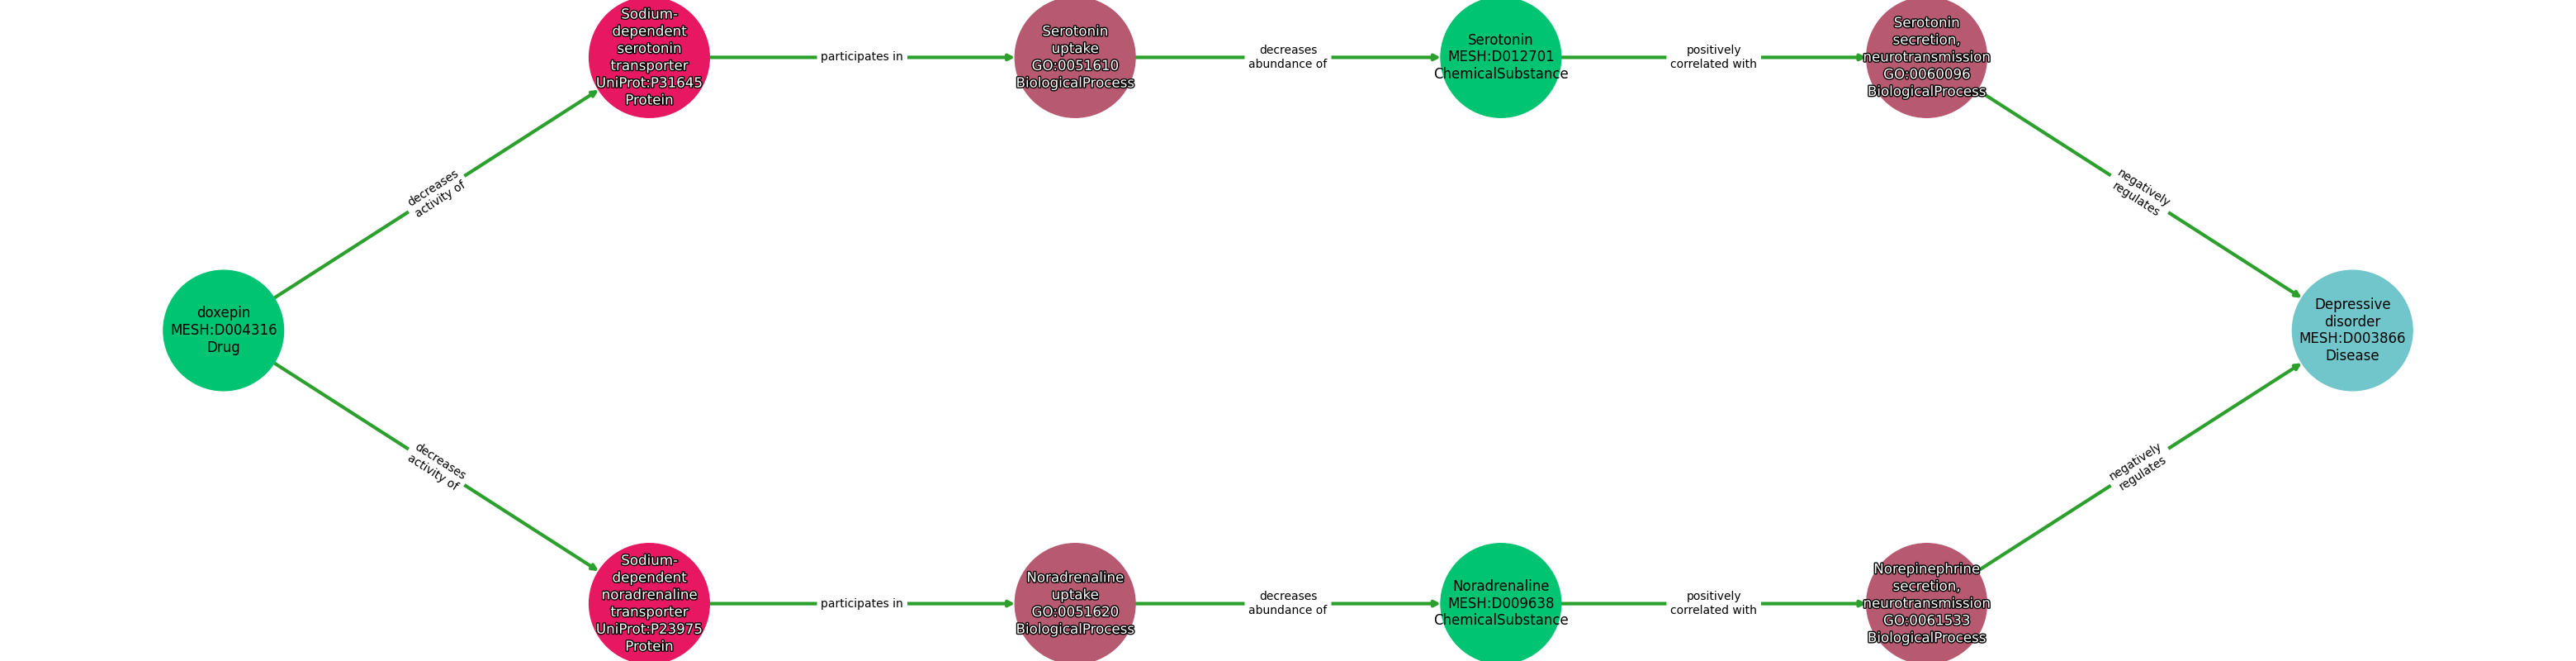 Sodium-
dependent
serotonin
transporter
UniProt:P31645
Protein
participates in
Serotonin
uptake
GO:0051610
BiologicalProcess
decreases
abundance of
Serotonin
MESH:D012701
ChemicalSubstance
positively
correlated with
Serotonin
secretion,
neurotransmission
GO:0060096
BiologicalProcess
decreases
activity of
negatively
regulates
doxepin
MESH:D004316
Drug
Depressive
disorder
MESH:D003866
Disease
decreases
activity of
negatively
regulates
Sodium-
dependent
noradrenaline
transporter
UniProt:P23975
Protein
participates in
Noradrenaline
uptake
GO:0051620
BiologicalProcess
decreases
abundance of
Noradrenaline
MESH:D009638
ChemicalSubstance
positively
correlated with
Norepinephrine
secretion,
neurotransmission
GO:0061533
BiologicalProcess